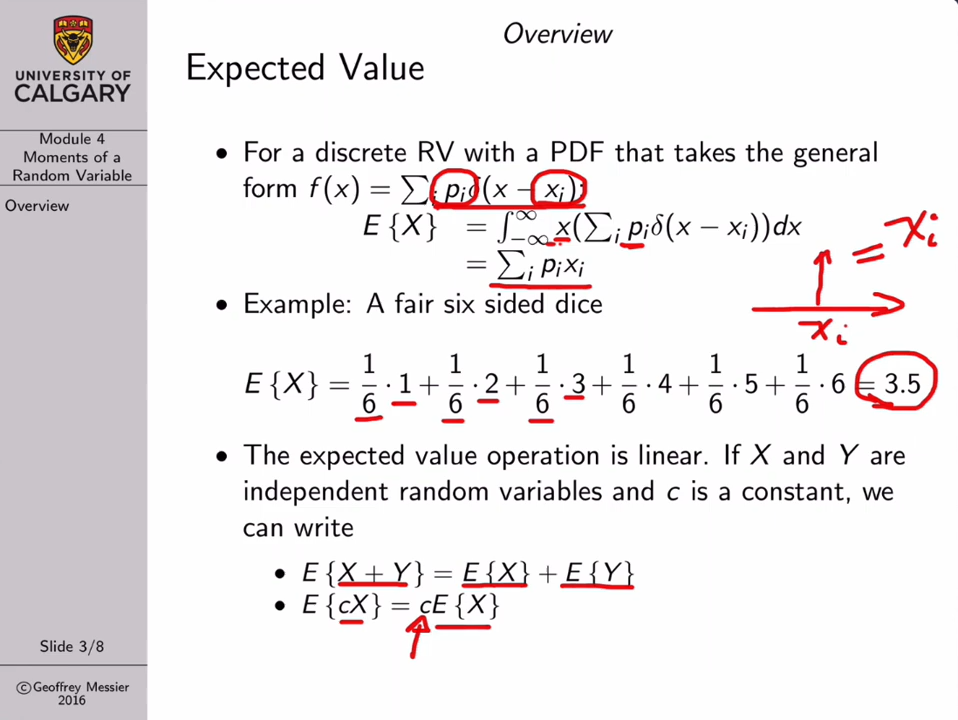 Overview
UNIVERSITY OF
CALGARY
Module 4
Moments of a
Random Variable
Overview
Expected Value
• For a discrete RV with a PDF that takes the general
form f(x) = ∑ᵢ pᵢδ(x − xᵢ):
E {X} = ∫_{−∞}^{∞} x(∑ᵢ pᵢδ(x − xᵢ))dx
= ∑ᵢ pᵢxᵢ
= xᵢ
xᵢ
• Example: A fair six sided dice
E {X} = 1/6 · 1 + 1/6 · 2 + 1/6 · 3 + 1/6 · 4 + 1/6 · 5 + 1/6 · 6 = 3.5
• The expected value operation is linear. If X and Y are
independent random variables and c is a constant, we
can write
• E {X + Y} = E {X} + E {Y}
• E {cX} = cE {X}
Slide 3/8
©Geoffrey Messier
2016